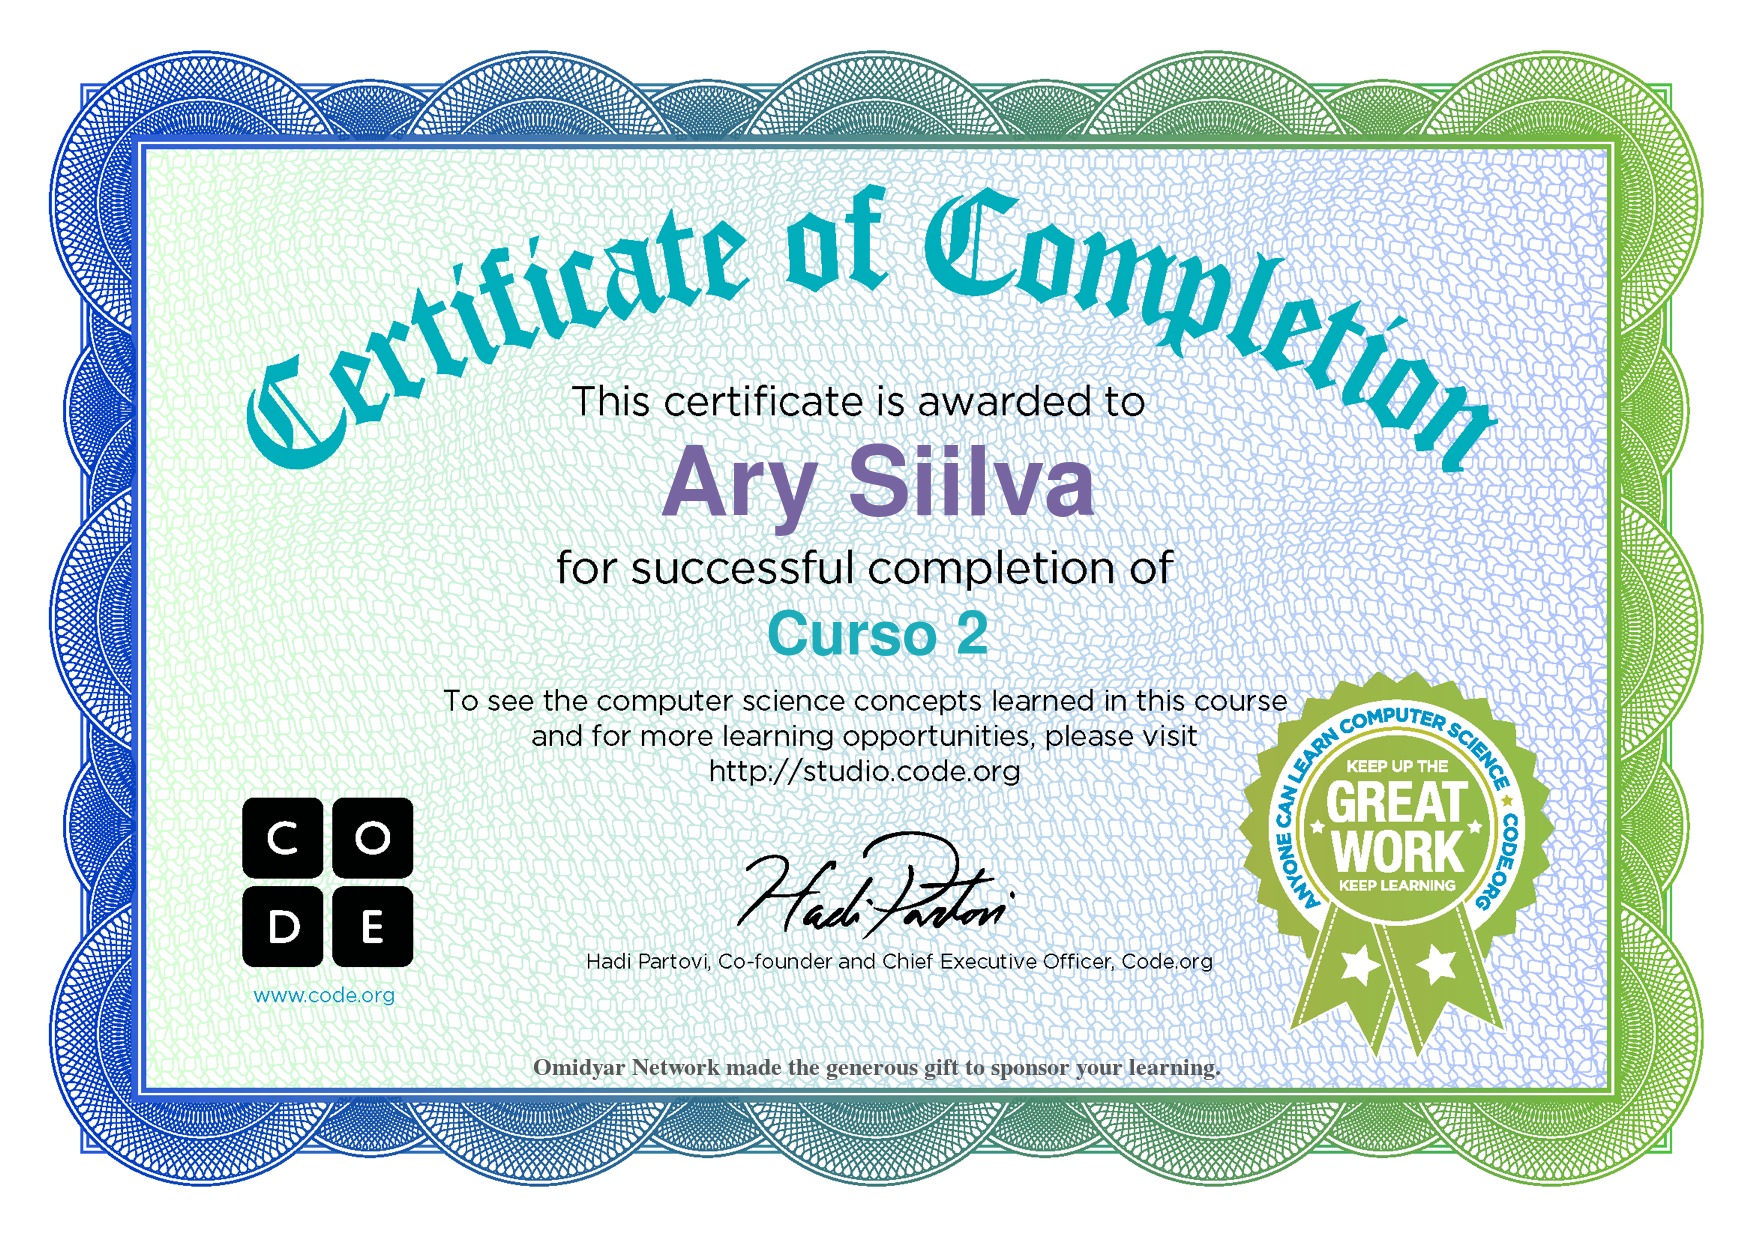 Certificate of Completion
This certificate is awarded to
Ary Siilva
for successful completion of
Curso 2
To see the computer science concepts learned in this course
and for more learning opportunities, please visit
http://studio.code.org
C O
D E
www.code.org
Hadi Partovi
Hadi Partovi, Co-founder and Chief Executive Officer, Code.org
ANYONE CAN LEARN COMPUTER SCIENCE ★ CODE.ORG
KEEP UP THE
GREAT
WORK
KEEP LEARNING
Omidyar Network made the generous gift to sponsor your learning.